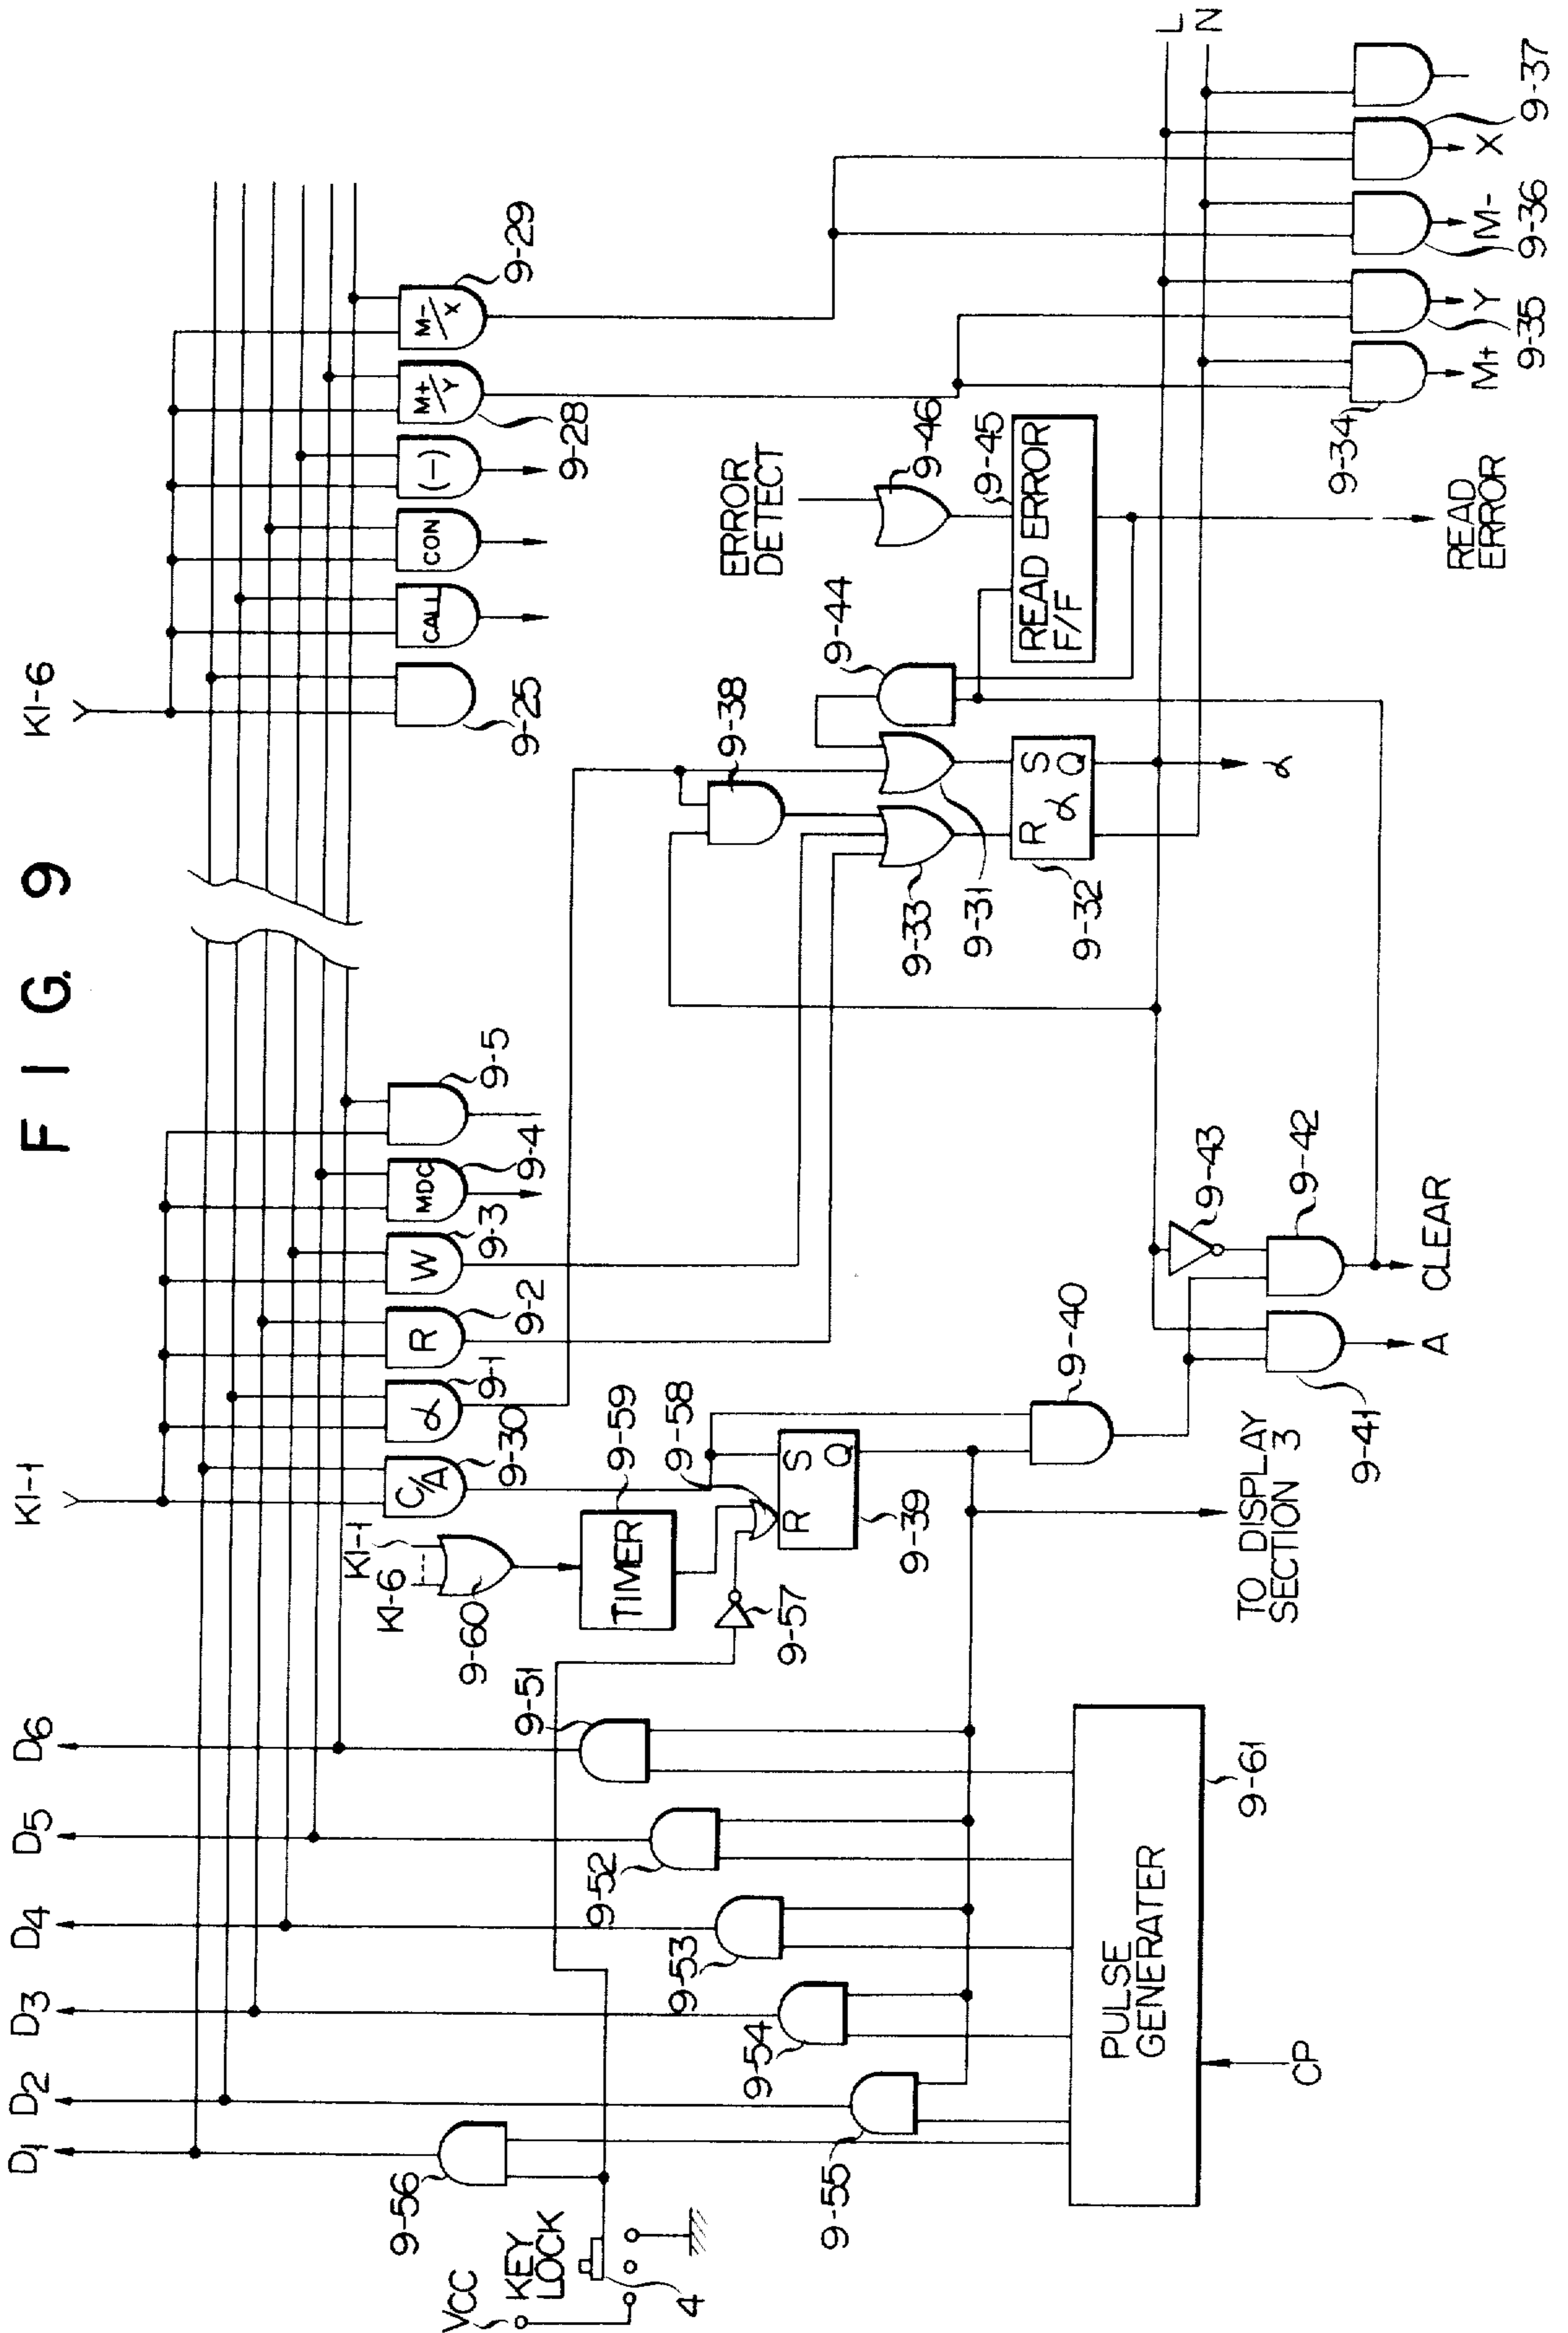 FIG. 9
D1
D2
D3
D4
D5
D6
KI-1
KI-6
VCC
KEY
LOCK
4
9-56
9-55
9-54
9-53
9-52
9-51
PULSE
GENERATER
9-61
CP
KI-1
KI-6
9-60
TIMER
9-59
9-58
9-57
S
R
Q
9-39
TO DISPLAY
SECTION 3
C/A
9-30
α
9-1
R
9-2
W
9-3
MDC
9-4
9-5
9-40
9-41
A
9-42
CLEAR
9-43
9-25
CALL
CON
(-)
M+/Y
9-28
M-/X
9-29
9-38
9-33
9-31
R
S
α
Q
9-32
α
9-44
ERROR
DETECT
9-46
9-45
READ ERROR
F/F
READ
ERROR
L
N
9-34
M+
9-35
Y
9-36
M-
9-37
X